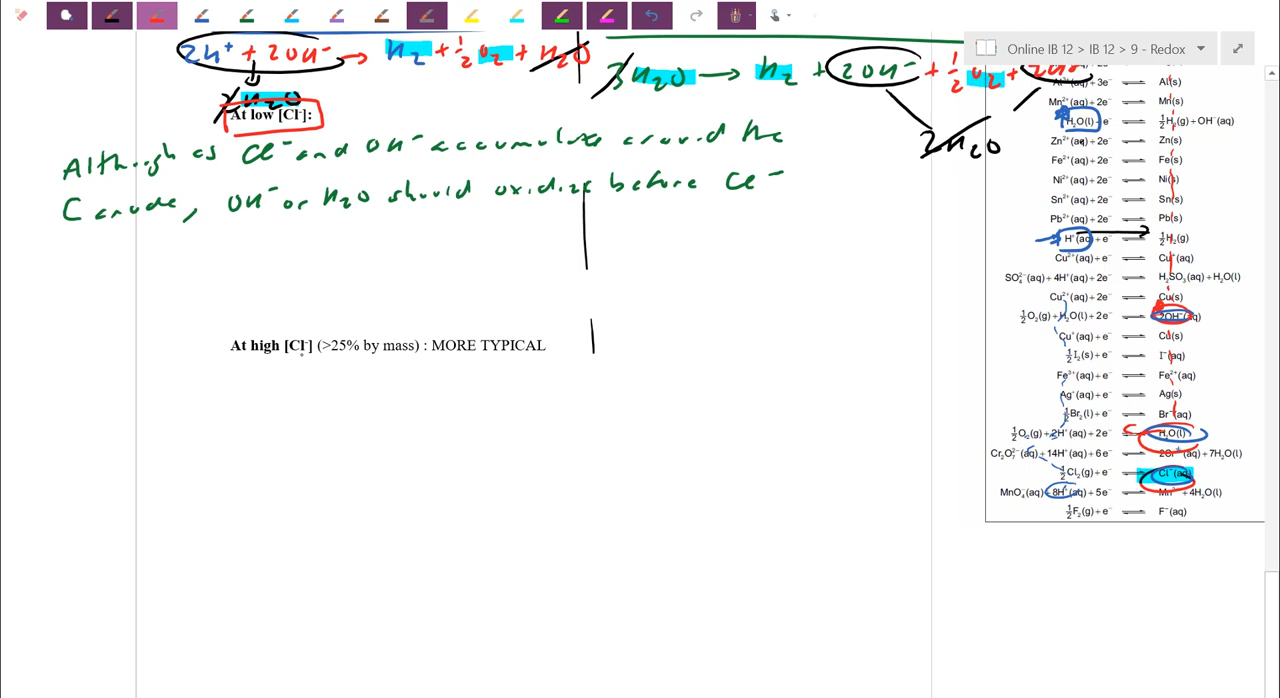 2H⁺ + 2OH⁻ → H₂ + ½O₂ + H₂O
2H₂O
3H₂O → H₂ + 2OH⁻ + ½O₂ +
2H₂O
Online IB 12 > IB 12 > 9 - Redox
At low [Cl⁻]:
Although as Cl⁻ and OH⁻ accumulates around the
C anode, OH⁻ or H₂O should oxidize before Cl⁻
At high [Cl⁻] (>25% by mass) : MORE TYPICAL
Al³⁺(aq) + 3e⁻ ⇌ Al(s)
Mn²⁺(aq) + 2e⁻ ⇌ Mn(s)
H₂O(l) + e⁻ ⇌ ½H₂(g) + OH⁻(aq)
Zn²⁺(aq) + 2e⁻ ⇌ Zn(s)
Fe²⁺(aq) + 2e⁻ ⇌ Fe(s)
Ni²⁺(aq) + 2e⁻ ⇌ Ni(s)
Sn²⁺(aq) + 2e⁻ ⇌ Sn(s)
Pb²⁺(aq) + 2e⁻ ⇌ Pb(s)
H⁺(aq) + e⁻ ⇌ ½H₂(g)
Cu²⁺(aq) + e⁻ ⇌ Cu⁺(aq)
SO₄²⁻(aq) + 4H⁺(aq) + 2e⁻ ⇌ H₂SO₃(aq) + H₂O(l)
Cu²⁺(aq) + 2e⁻ ⇌ Cu(s)
½O₂(g) + H₂O(l) + 2e⁻ ⇌ 2OH⁻(aq)
Cu⁺(aq) + e⁻ ⇌ Cu(s)
½I₂(s) + e⁻ ⇌ I⁻(aq)
Fe³⁺(aq) + e⁻ ⇌ Fe²⁺(aq)
Ag⁺(aq) + e⁻ ⇌ Ag(s)
½Br₂(l) + e⁻ ⇌ Br⁻(aq)
½O₂(g) + 2H⁺(aq) + 2e⁻ ⇌ H₂O(l)
Cr₂O₇²⁻(aq) + 14H⁺(aq) + 6e⁻ ⇌ 2Cr³⁺(aq) + 7H₂O(l)
½Cl₂(g) + e⁻ ⇌ Cl⁻(aq)
MnO₄⁻(aq) + 8H⁺(aq) + 5e⁻ ⇌ Mn²⁺ + 4H₂O(l)
½F₂(g) + e⁻ ⇌ F⁻(aq)